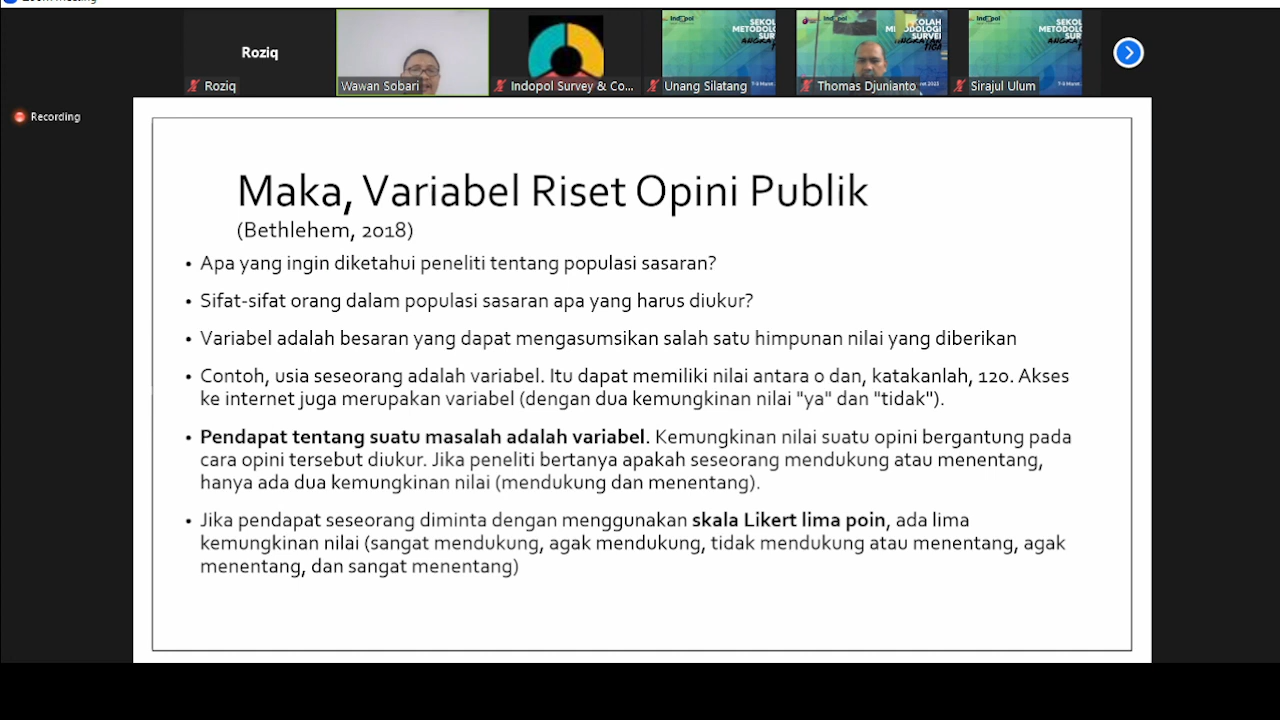 Zoom Meeting
Roziq
Roziq
Wawan Sobari
Indopol Survey & Co...
Unang Silatang
Thomas Djunianto
Sirajul Ulum
Recording
Maka, Variabel Riset Opini Publik
(Bethlehem, 2018)
• Apa yang ingin diketahui peneliti tentang populasi sasaran?
• Sifat-sifat orang dalam populasi sasaran apa yang harus diukur?
• Variabel adalah besaran yang dapat mengasumsikan salah satu himpunan nilai yang diberikan
• Contoh, usia seseorang adalah variabel. Itu dapat memiliki nilai antara 0 dan, katakanlah, 120. Akses
ke internet juga merupakan variabel (dengan dua kemungkinan nilai "ya" dan "tidak").
• Pendapat tentang suatu masalah adalah variabel. Kemungkinan nilai suatu opini bergantung pada
cara opini tersebut diukur. Jika peneliti bertanya apakah seseorang mendukung atau menentang,
hanya ada dua kemungkinan nilai (mendukung dan menentang).
• Jika pendapat seseorang diminta dengan menggunakan skala Likert lima poin, ada lima
kemungkinan nilai (sangat mendukung, agak mendukung, tidak mendukung atau menentang, agak
menentang, dan sangat menentang)